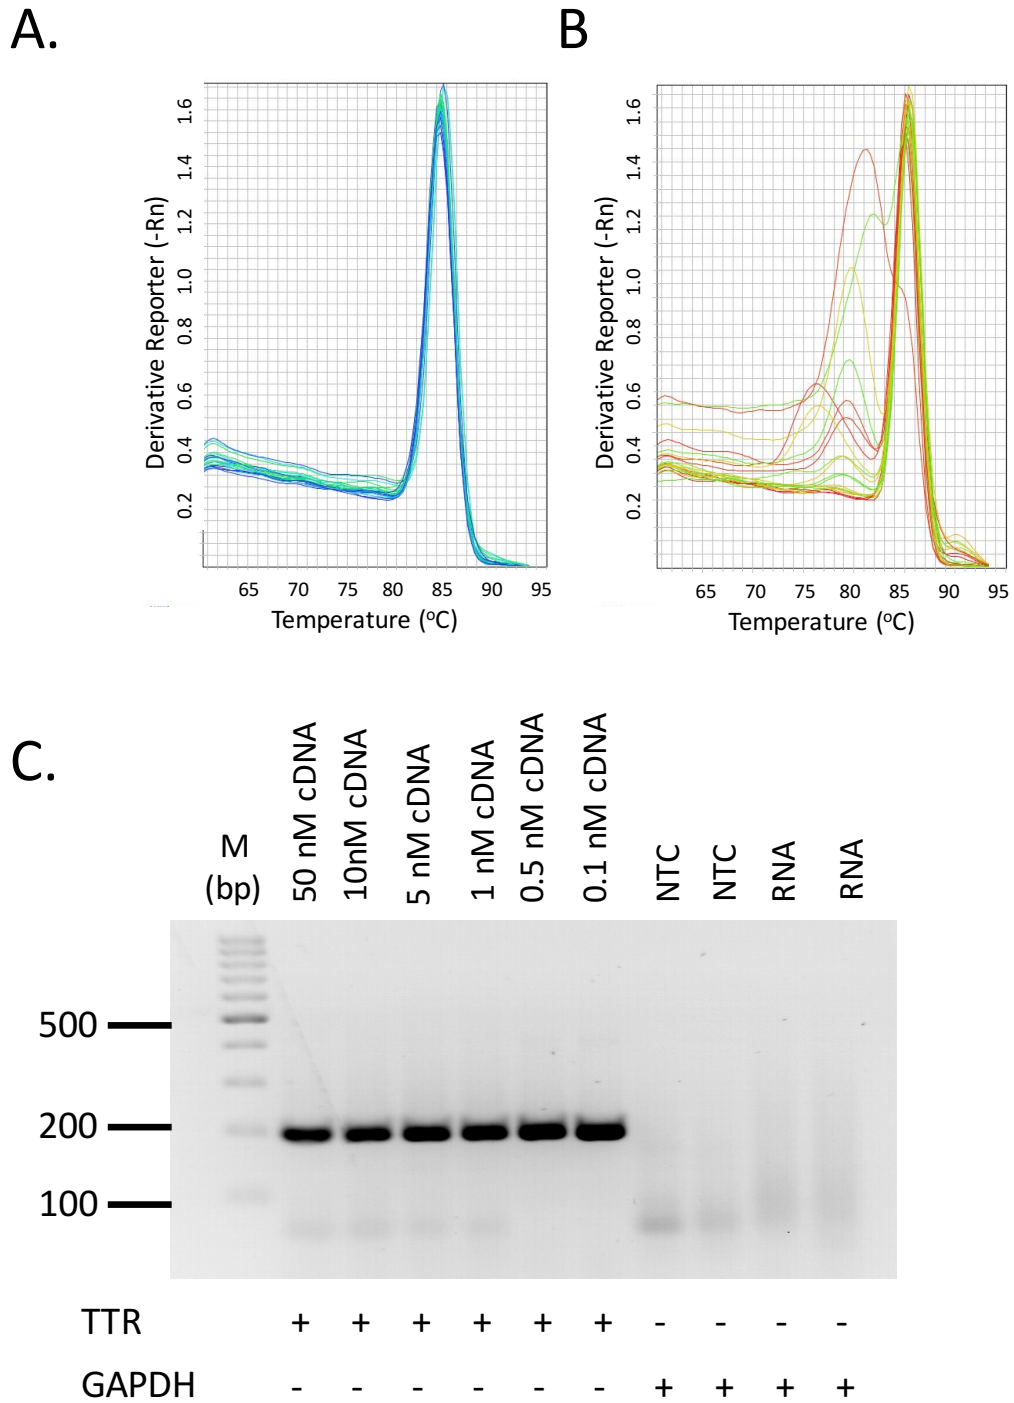 A.
B
1.6
1.4
1.2
1.0
0.8
0.6
0.4
0.2
Derivative Reporter (-Rn)
65 70 75 80 85 90 95
Temperature (oC)
1.6
1.4
1.2
1.0
0.8
0.6
0.4
0.2
Derivative Reporter (-Rn)
65 70 75 80 85 90 95
Temperature (oC)
C.
M
(bp)
50 nM cDNA
10nM cDNA
5 nM cDNA
1 nM cDNA
0.5 nM cDNA
0.1 nM cDNA
NTC
NTC
RNA
RNA
500
200
100
TTR + + + + + + - - - -
GAPDH - - - - - - + + + +